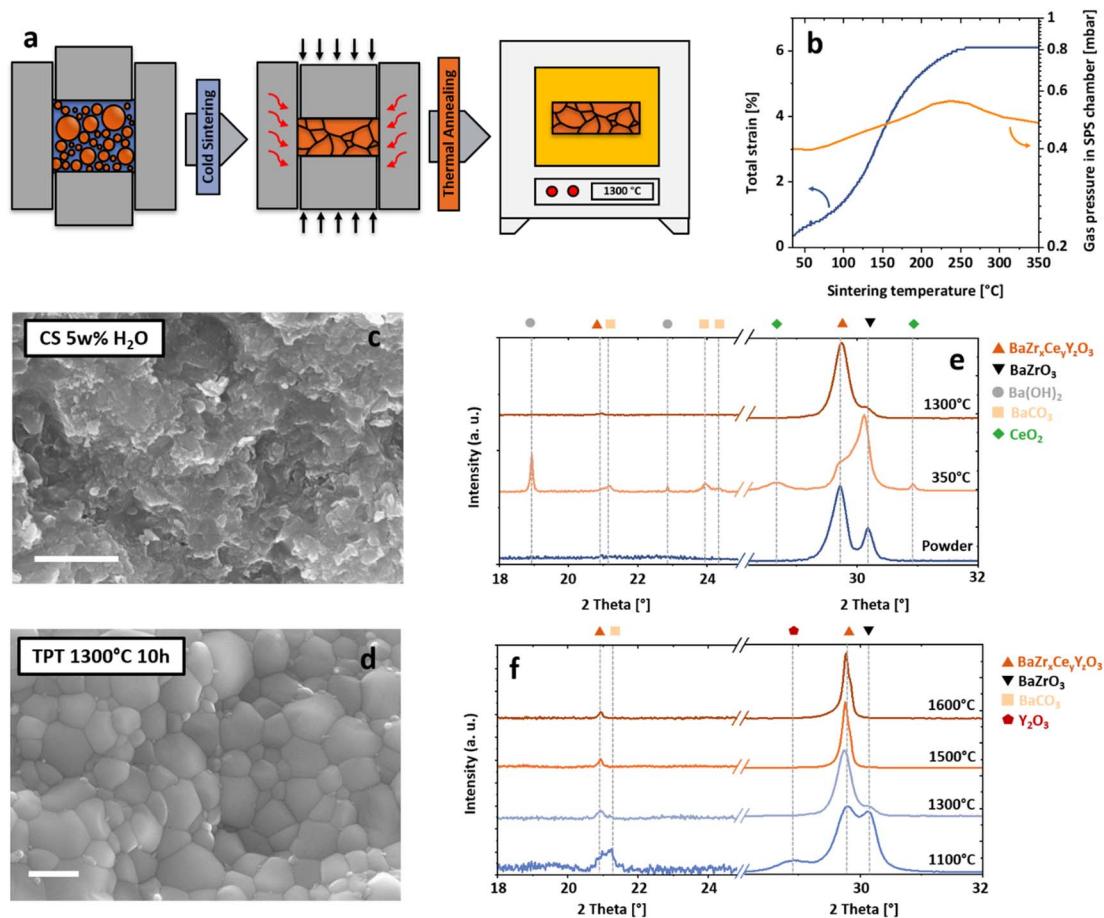 a
Cold Sintering
Thermal Annealing
1300 °C
b
Total strain [%]
6
4
2
0
50 100 150 200 250 300 350
Sintering temperature [°C]
1
0.8
0.6
0.4
0.2
Gas pressure in SPS chamber [mbar]
CS 5w% H₂O
c
e
Intensity (a. u.)
1300°C
350°C
Powder
18 20 22 24 30 32
2 Theta [°] 2 Theta [°]
BaZrₓCeᵧY₂O₃
BaZrO₃
Ba(OH)₂
BaCO₃
CeO₂
TPT 1300°C 10h
d
f
Intensity (a. u.)
1600°C
1500°C
1300°C
1100°C
18 20 22 24 30 32
2 Theta [°] 2 Theta [°]
BaZrₓCeᵧY₂O₃
BaZrO₃
BaCO₃
Y₂O₃